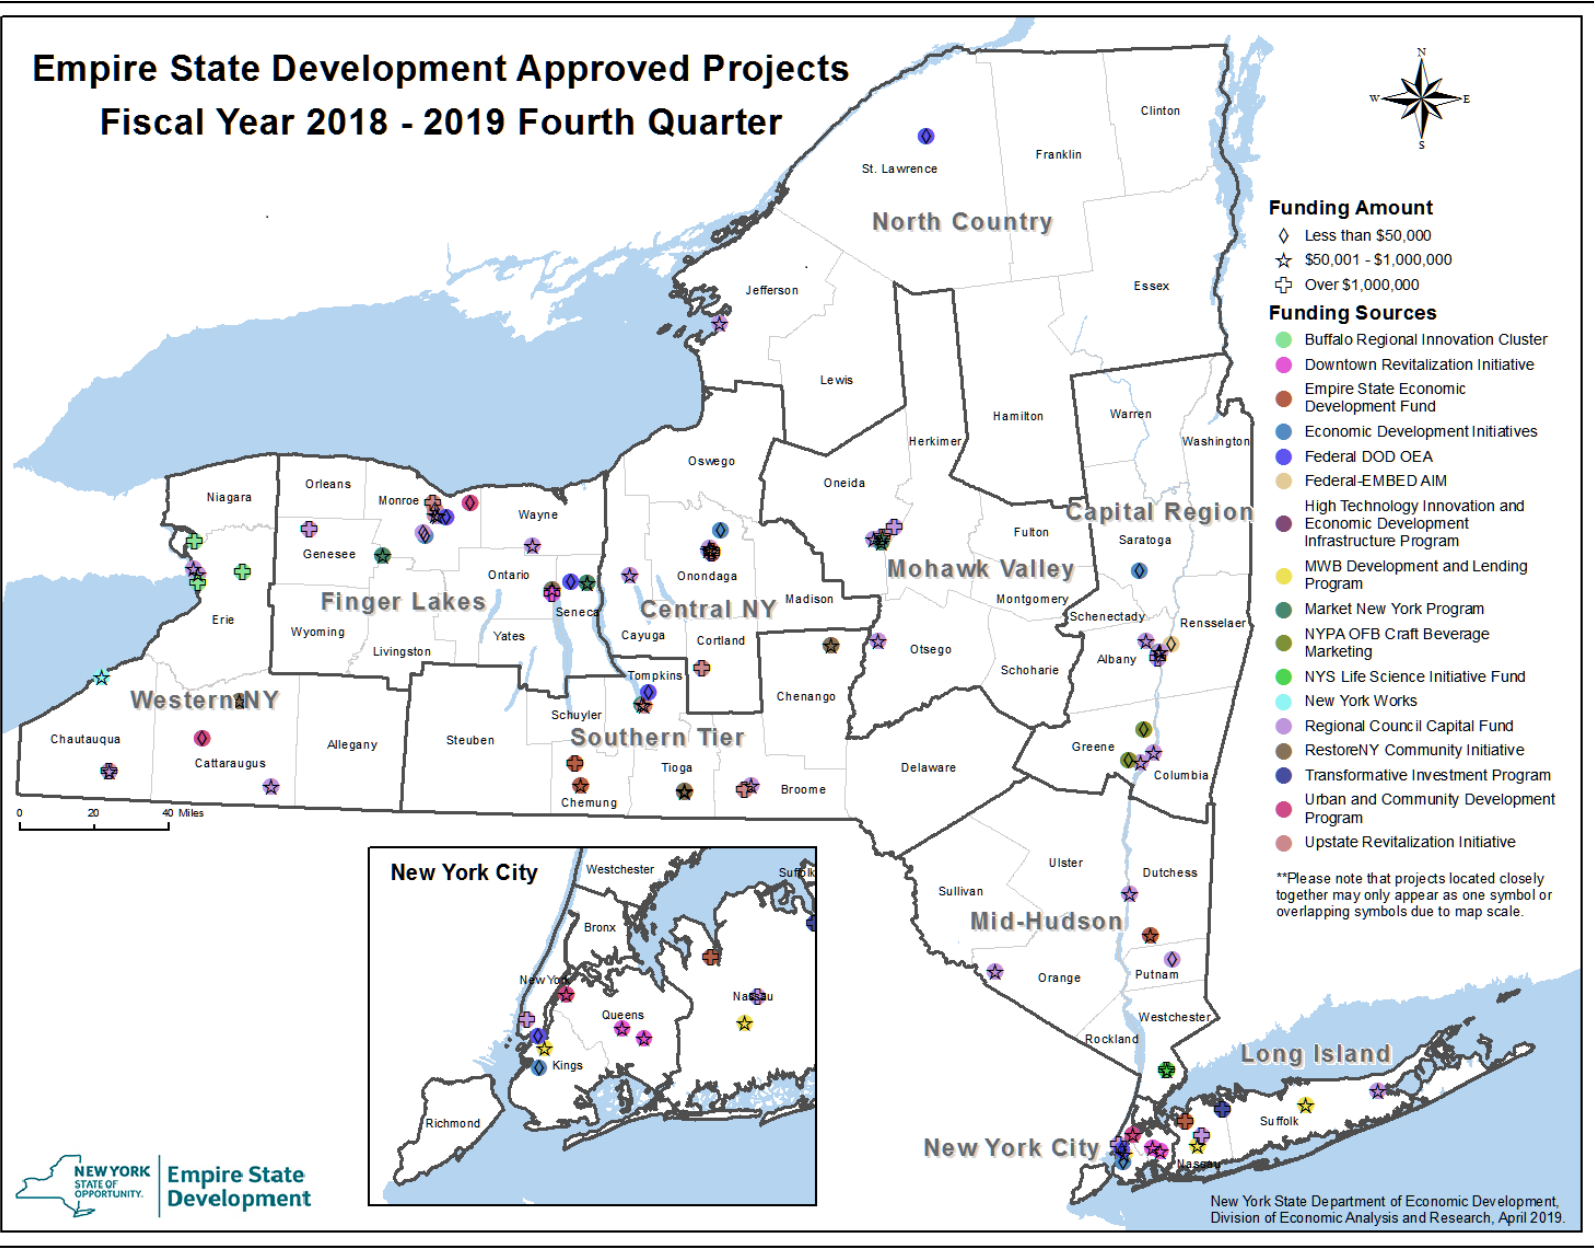 Empire State Development Approved Projects
Fiscal Year 2018 - 2019 Fourth Quarter
N
W
E
S
Clinton
Franklin
St. Lawrence
North Country
Jefferson
Essex
Lewis
Hamilton
Warren
Washington
Herkimer
Oswego
Oneida
Niagara
Orleans
Monroe
Wayne
Capital Region
Fulton
Saratoga
Genesee
Onondaga
Mohawk Valley
Ontario
Finger Lakes
Seneca
Central NY
Madison
Montgomery
Schenectady
Rensselaer
Erie
Wyoming
Yates
Cayuga
Cortland
Otsego
Livingston
Albany
Schoharie
Tompkins
Western NY
Chenango
Schuyler
Chautauqua
Allegany
Steuben
Southern Tier
Greene
Cattaraugus
Tioga
Delaware
Columbia
Broome
Chemung
0
20
40 Miles
Ulster
Dutchess
Sullivan
Mid-Hudson
Orange
Putnam
Westchester
Rockland
Long Island
Suffolk
New York City
Nassau
New York City
Westchester
Suffolk
Bronx
New York
Nassau
Queens
Kings
Richmond
Funding Amount
Less than $50,000
$50,001 - $1,000,000
Over $1,000,000
Funding Sources
Buffalo Regional Innovation Cluster
Downtown Revitalization Initiative
Empire State Economic
Development Fund
Economic Development Initiatives
Federal DOD OEA
Federal-EMBED AIM
High Technology Innovation and
Economic Development
Infrastructure Program
MWB Development and Lending
Program
Market New York Program
NYPA OFB Craft Beverage
Marketing
NYS Life Science Initiative Fund
New York Works
Regional Council Capital Fund
RestoreNY Community Initiative
Transformative Investment Program
Urban and Community Development
Program
Upstate Revitalization Initiative
**Please note that projects located closely
together may only appear as one symbol or
overlapping symbols due to map scale.
NEW YORK
STATE OF
OPPORTUNITY.
Empire State
Development
New York State Department of Economic Development,
Division of Economic Analysis and Research, April 2019.